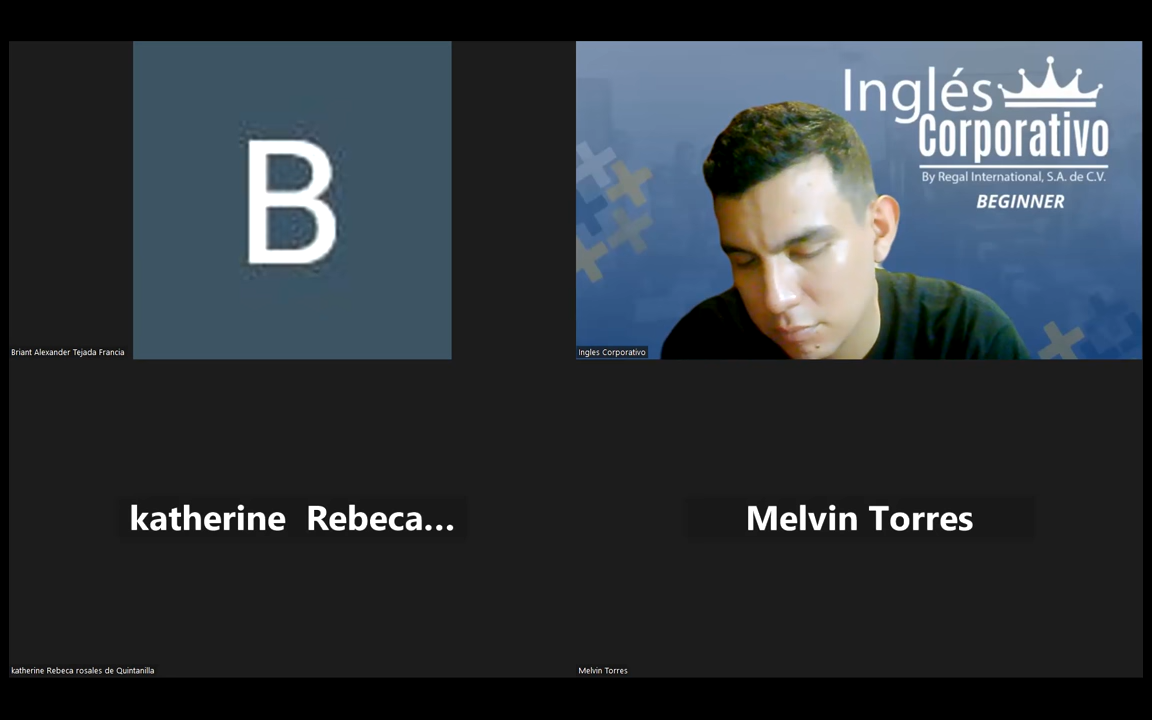 B
Briant Alexander Tejada Francia
Inglés
Corporativo
By Regal International, S.A. de C.V.
BEGINNER
Ingles Corporativo
katherine Rebeca...
katherine Rebeca rosales de Quintanilla
Melvin Torres
Melvin Torres